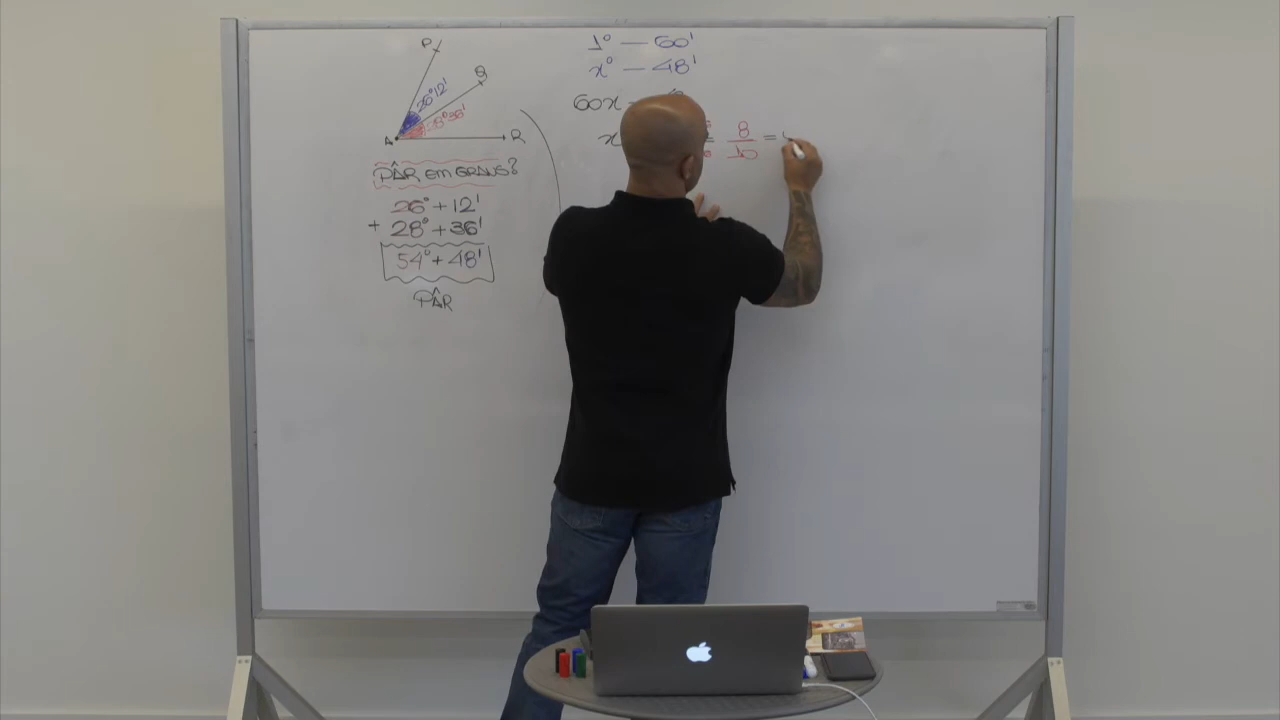 P
Q
26°12'
28°36'
A
R
PÂR EM GRAUS?
26° + 12'
+ 28° + 36'
54° + 48'
PÂR
1° — 60'
x° — 48'
60x
x
= 8/10 =